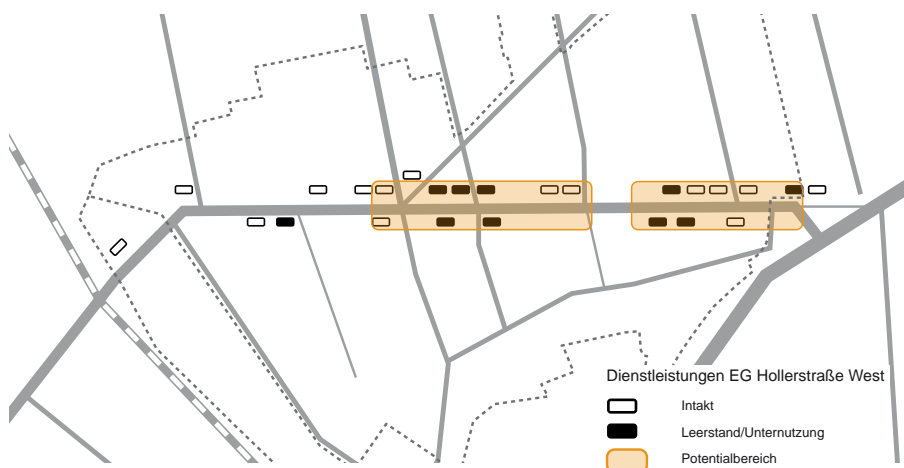 Dienstleistungen EG Hollerstraße West
Intakt
Leerstand/Unternutzung
Potentialbereich